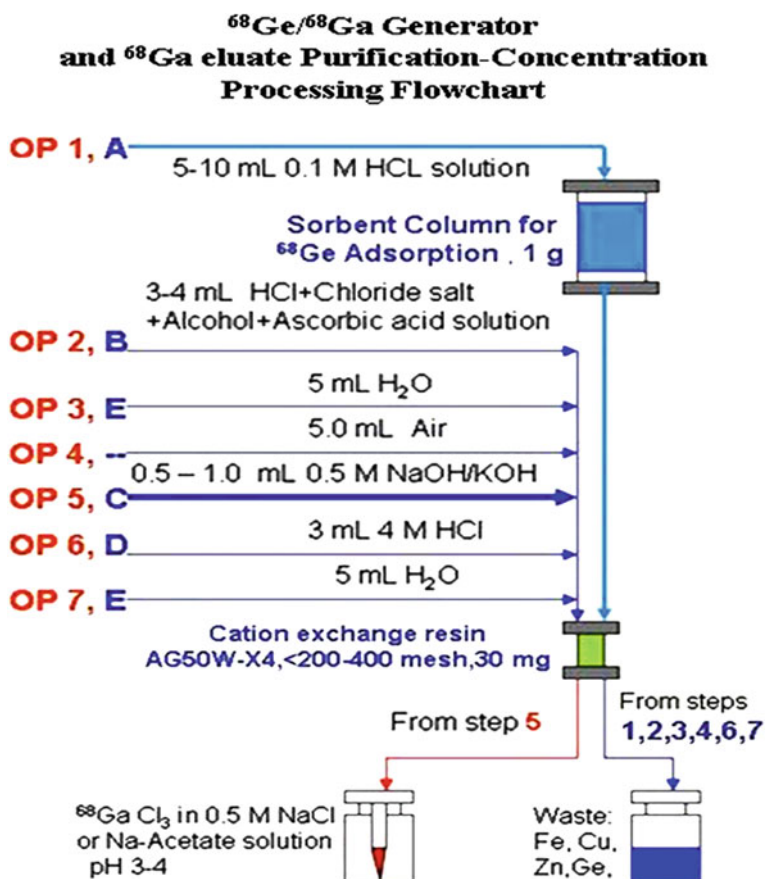 ⁶⁸Ge/⁶⁸Ga Generator
and ⁶⁸Ga eluate Purification-Concentration
Processing Flowchart
OP 1, A
5-10 mL 0.1 M HCL solution
Sorbent Column for
⁶⁸Ge Adsorption . 1 g
3-4 mL HCl+Chloride salt
+Alcohol+Ascorbic acid solution
OP 2, B
5 mL H₂O
OP 3, E
5.0 mL Air
OP 4, --
0.5 – 1.0 mL 0.5 M NaOH/KOH
OP 5, C
3 mL 4 M HCl
OP 6, D
5 mL H₂O
OP 7, E
Cation exchange resin
AG50W-X4,<200-400 mesh,30 mg
From step 5
From steps
1,2,3,4,6,7
⁶⁸Ga Cl₃ in 0.5 M NaCl
or Na-Acetate solution
pH 3-4
Waste:
Fe, Cu,
Zn,Ge,